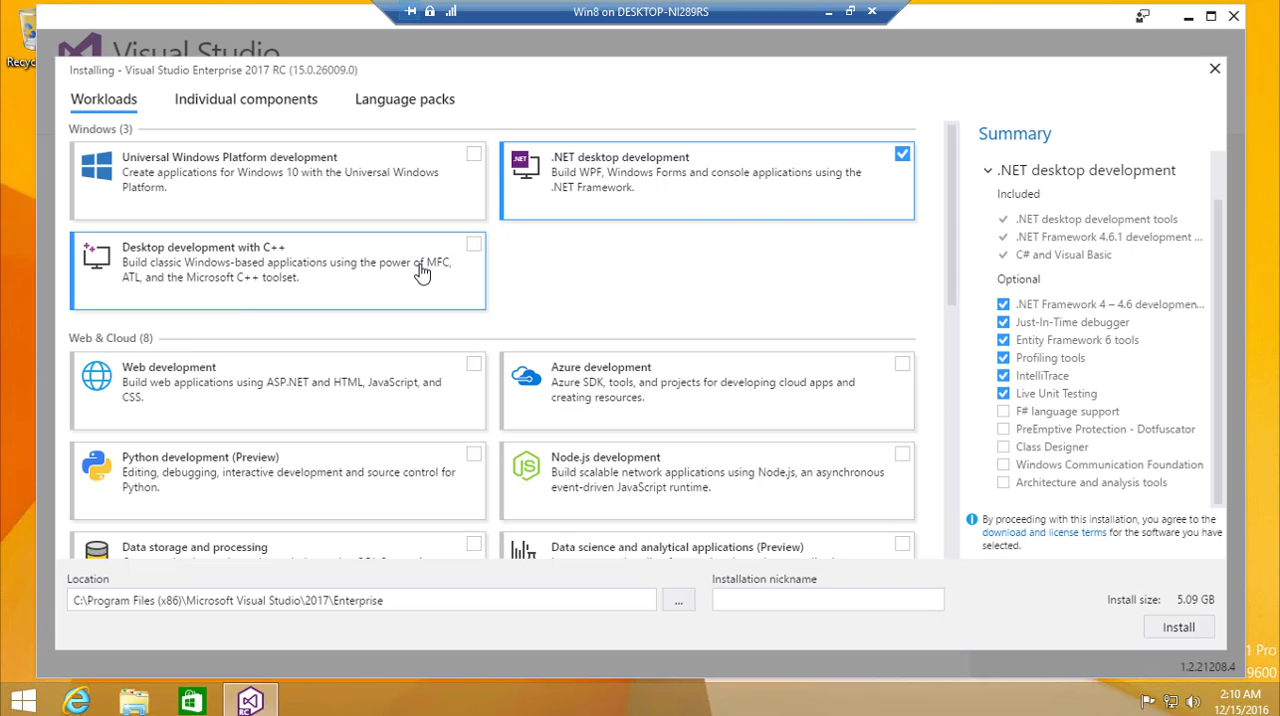 Win8 on DESKTOP-NI289RS
Recyc
Visual Studio
Installing - Visual Studio Enterprise 2017 RC (15.0.26009.0)
Workloads
Individual components
Language packs
Windows (3)
Universal Windows Platform development
Create applications for Windows 10 with the Universal Windows
Platform.
.NET
.NET desktop development
Build WPF, Windows Forms and console applications using the
.NET Framework.
Desktop development with C++
Build classic Windows-based applications using the power of MFC,
ATL, and the Microsoft C++ toolset.
Web & Cloud (8)
Web development
Build web applications using ASP.NET and HTML, JavaScript, and
CSS.
Azure development
Azure SDK, tools, and projects for developing cloud apps and
creating resources.
Python development (Preview)
Editing, debugging, interactive development and source control for
Python.
JS
Node.js development
Build scalable network applications using Node.js, an asynchronous
event-driven JavaScript runtime.
Data storage and processing
Data science and analytical applications (Preview)
Summary
.NET desktop development
Included
.NET desktop development tools
.NET Framework 4.6.1 development ...
C# and Visual Basic
Optional
.NET Framework 4 – 4.6 developmen...
Just-In-Time debugger
Entity Framework 6 tools
Profiling tools
IntelliTrace
Live Unit Testing
F# language support
PreEmptive Protection - Dotfuscator
Class Designer
Windows Communication Foundation
Architecture and analysis tools
By proceeding with this installation, you agree to the
download and license terms for the software you have
selected.
Location
C:\Program Files (x86)\Microsoft Visual Studio\2017\Enterprise
...
Installation nickname
Install size: 5.09 GB
Install
1.2.21208.4
1 Pro
9600
RC
2:10 AM
12/15/2016